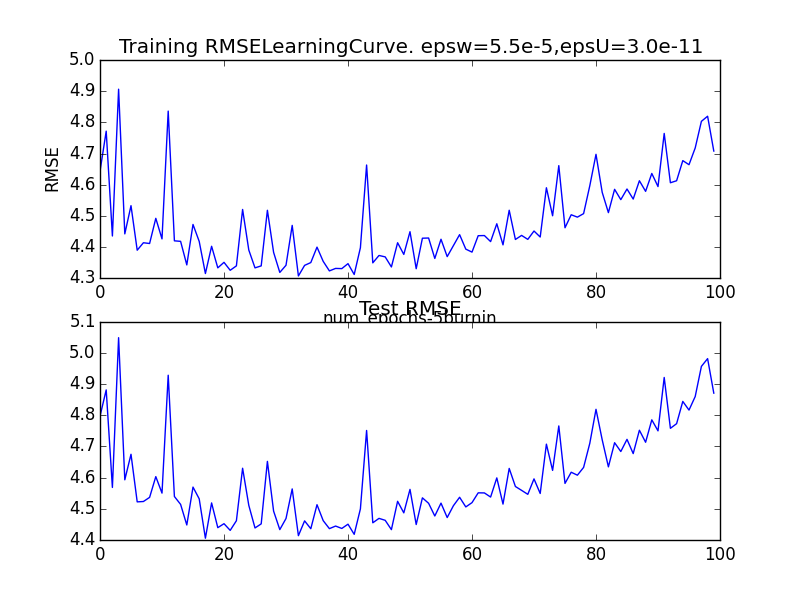 Training RMSELearningCurve. epsw=5.5e-5,epsU=3.0e-11
5.0
4.9
4.8
4.7
4.6
4.5
4.4
4.3
RMSE
0 20 40 60 80 100
num_epochs-5burnin
Test RMSE
5.1
5.0
4.9
4.8
4.7
4.6
4.5
4.4
0 20 40 60 80 100